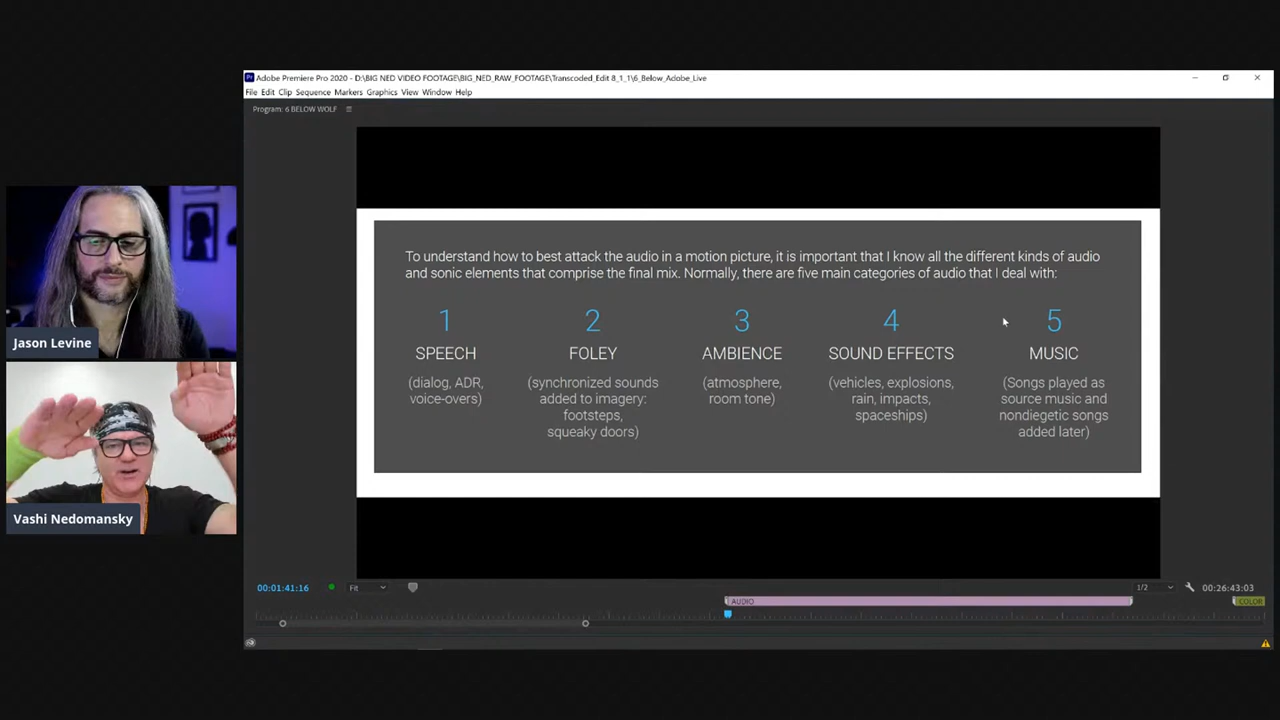 Adobe Premiere Pro 2020 - D:\BIG NED VIDEO FOOTAGE\BIG_NED_RAW_FOOTAGE\Transcoded_Edit 8_1_1\6_Below_Adobe_Live
File Edit Clip Sequence Markers Graphics View Window Help
Program: 6 BELOW WOLF
To understand how to best attack the audio in a motion picture, it is important that I know all the different kinds of audio
and sonic elements that comprise the final mix. Normally, there are five main categories of audio that I deal with:
1
SPEECH
(dialog, ADR,
voice-overs)
2
FOLEY
(synchronized sounds
added to imagery:
footsteps,
squeaky doors)
3
AMBIENCE
(atmosphere,
room tone)
4
SOUND EFFECTS
(vehicles, explosions,
rain, impacts,
spaceships)
5
MUSIC
(Songs played as
source music and
nondiegetic songs
added later)
Jason Levine
Vashi Nedomansky
00:01:41:16
Fit
1/2
00:26:43:03
AUDIO
COLOR